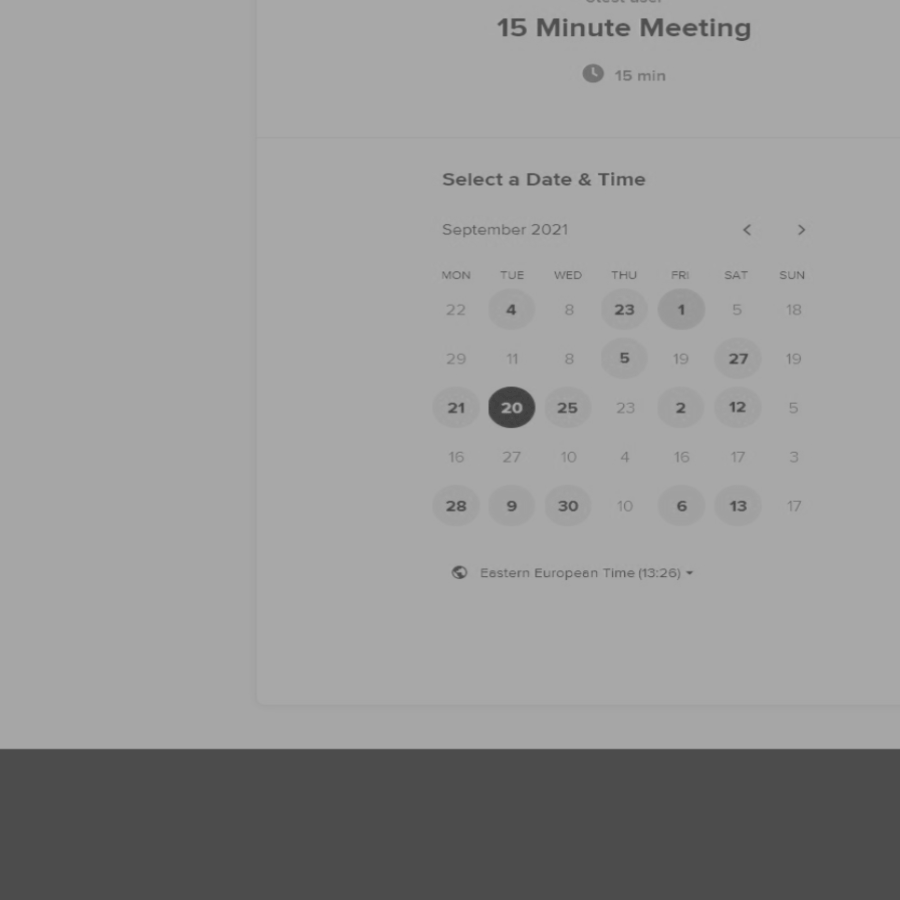 15 Minute Meeting
15 min
Select a Date & Time
September 2021
MON TUE WED THU FRI SAT SUN
22 4 8 23 1 5 18
29 11 8 5 19 27 19
21 20 25 23 2 12 5
16 27 10 4 16 17 3
28 9 30 10 6 13 17
Eastern European Time (13:26)